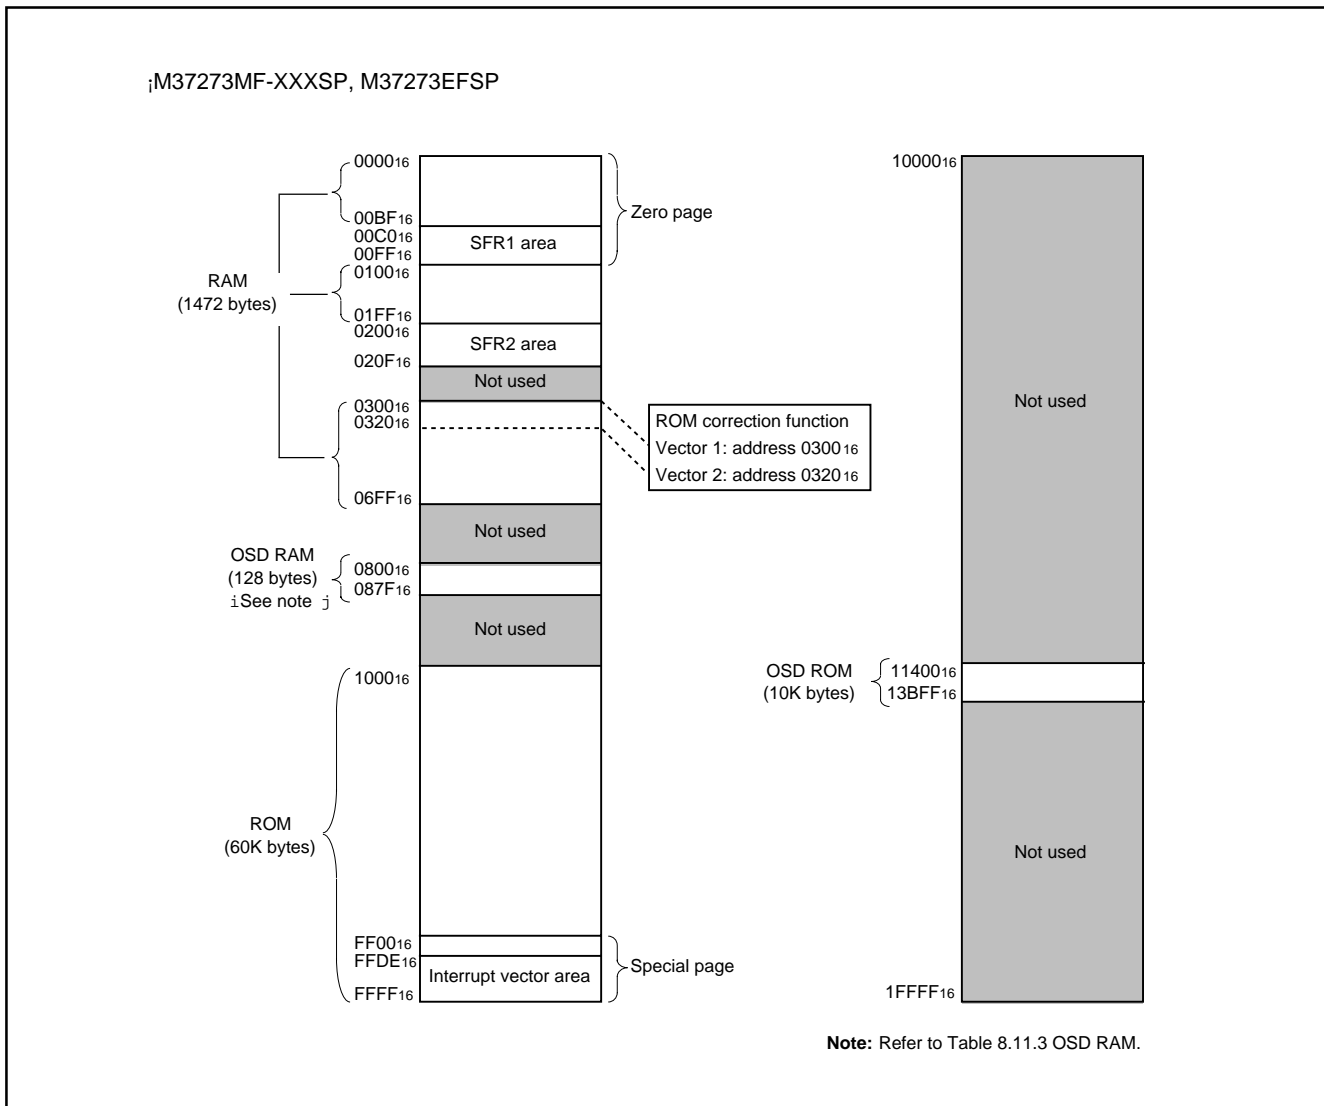 ¡M37273MF-XXXSP, M37273EFSP
0000₁₆
00BF₁₆
00C0₁₆
00FF₁₆
SFR1 area
Zero page
RAM
(1472 bytes)
0100₁₆
01FF₁₆
0200₁₆
020F₁₆
SFR2 area
Not used
0300₁₆
0320₁₆
06FF₁₆
ROM correction function
Vector 1: address 0300₁₆
Vector 2: address 0320₁₆
Not used
OSD RAM
(128 bytes)
iSee note j
0800₁₆
087F₁₆
Not used
1000₁₆
ROM
(60K bytes)
FF00₁₆
FFDE₁₆
FFFF₁₆
Interrupt vector area
Special page
10000₁₆
Not used
OSD ROM
(10K bytes)
11400₁₆
13BFF₁₆
Not used
1FFFF₁₆
Note: Refer to Table 8.11.3 OSD RAM.